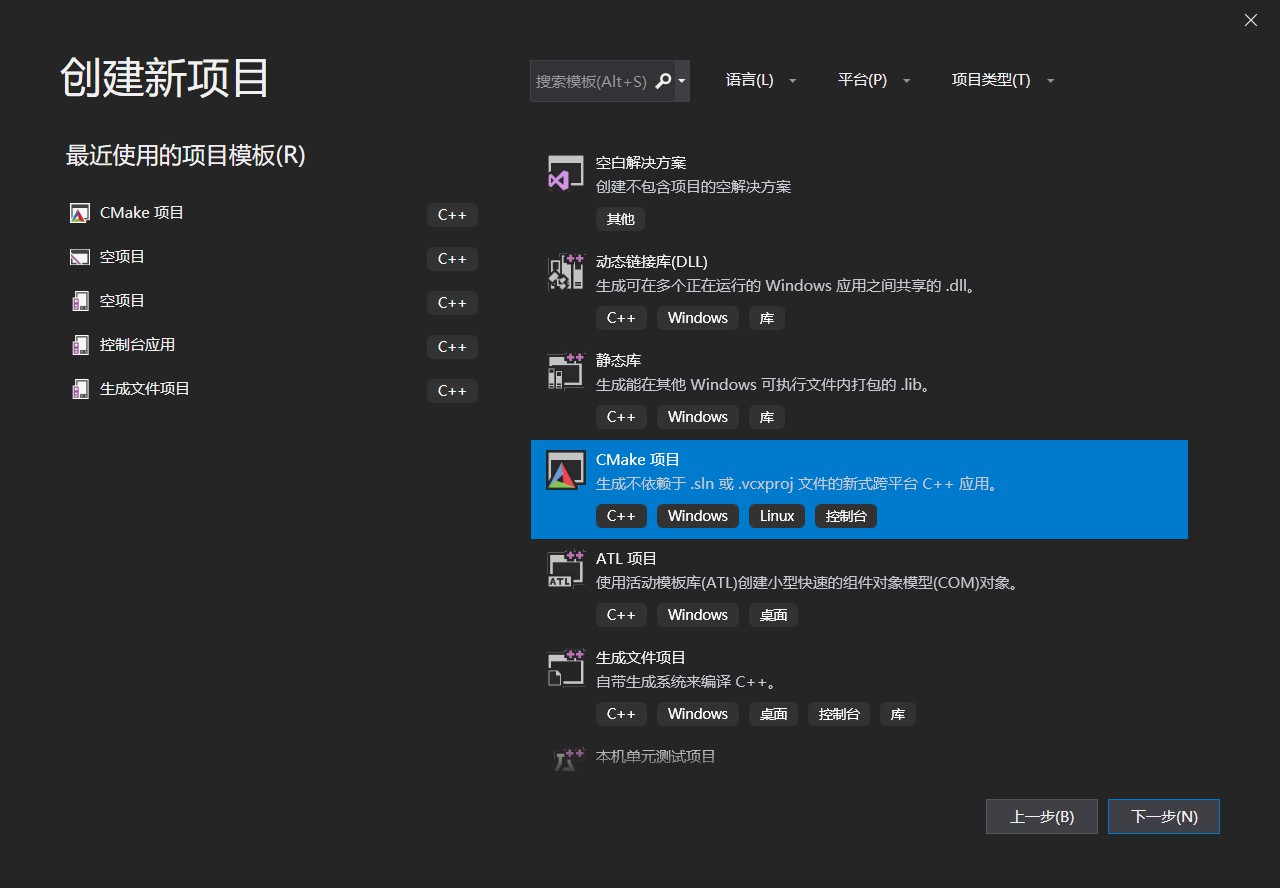 创建新项目
搜索模板(Alt+S)
语言(L)
平台(P)
项目类型(T)
最近使用的项目模板(R)
CMake 项目
C++
空项目
C++
空项目
C++
控制台应用
C++
生成文件项目
C++
空白解决方案
创建不包含项目的空解决方案
其他
动态链接库(DLL)
生成可在多个正在运行的 Windows 应用之间共享的 .dll。
C++ Windows 库
静态库
生成能在其他 Windows 可执行文件内打包的 .lib。
C++ Windows 库
CMake 项目
生成不依赖于 .sln 或 .vcxproj 文件的新式跨平台 C++ 应用。
C++ Windows Linux 控制台
ATL
ATL 项目
使用活动模板库(ATL)创建小型快速的组件对象模型(COM)对象。
C++ Windows 桌面
生成文件项目
自带生成系统来编译 C++。
C++ Windows 桌面 控制台 库
本机单元测试项目
上一步(B)
下一步(N)